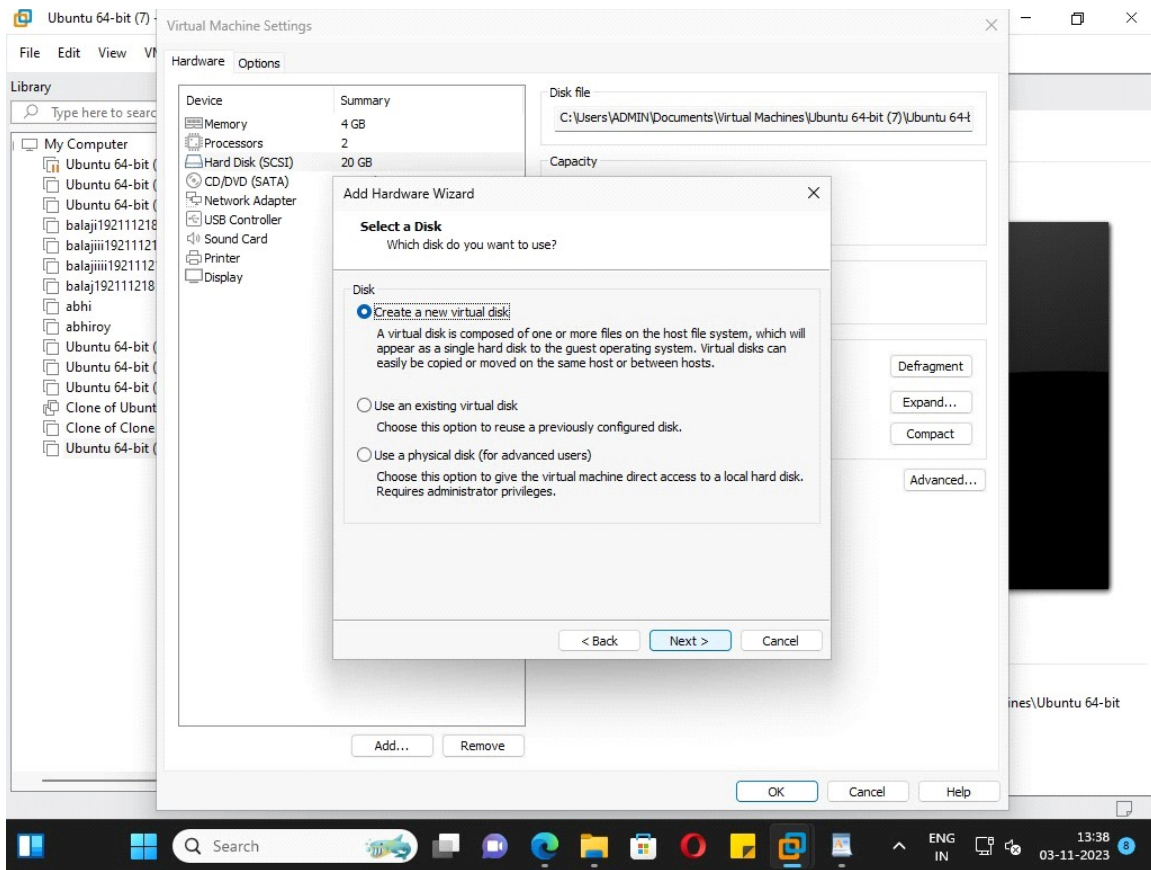 Ubuntu 64-bit (7) -
Virtual Machine Settings
File Edit View
Hardware Options
Library
Type here to searc
My Computer
Ubuntu 64-bit (
Ubuntu 64-bit (
Ubuntu 64-bit (
balaji192111218
balajiii19211121
balajiiii1921112
balaj192111218
abhi
abhiroy
Ubuntu 64-bit (
Ubuntu 64-bit (
Ubuntu 64-bit (
Clone of Ubunt
Clone of Clone
Ubuntu 64-bit (
Device Summary
Memory 4 GB
Processors 2
Hard Disk (SCSI) 20 GB
CD/DVD (SATA)
Network Adapter
USB Controller
Sound Card
Printer
Display
Disk file
C:\Users\ADMIN\Documents\Virtual Machines\Ubuntu 64-bit (7)\Ubuntu 64-b
Capacity
Add Hardware Wizard
Select a Disk
Which disk do you want to use?
Disk
Create a new virtual disk
A virtual disk is composed of one or more files on the host file system, which will
appear as a single hard disk to the guest operating system. Virtual disks can
easily be copied or moved on the same host or between hosts.
Use an existing virtual disk
Choose this option to reuse a previously configured disk.
Use a physical disk (for advanced users)
Choose this option to give the virtual machine direct access to a local hard disk.
Requires administrator privileges.
< Back Next > Cancel
Defragment
Expand...
Compact
Advanced...
ines\Ubuntu 64-bit
Add... Remove
OK Cancel Help
Search
ENG
IN
13:38
03-11-2023
8